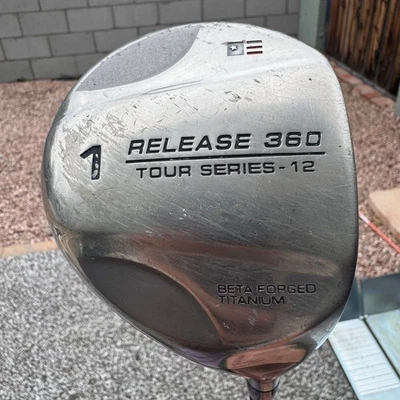 1
RELEASE 360
TOUR SERIES - 12
BETA FORGED
TITANIUM